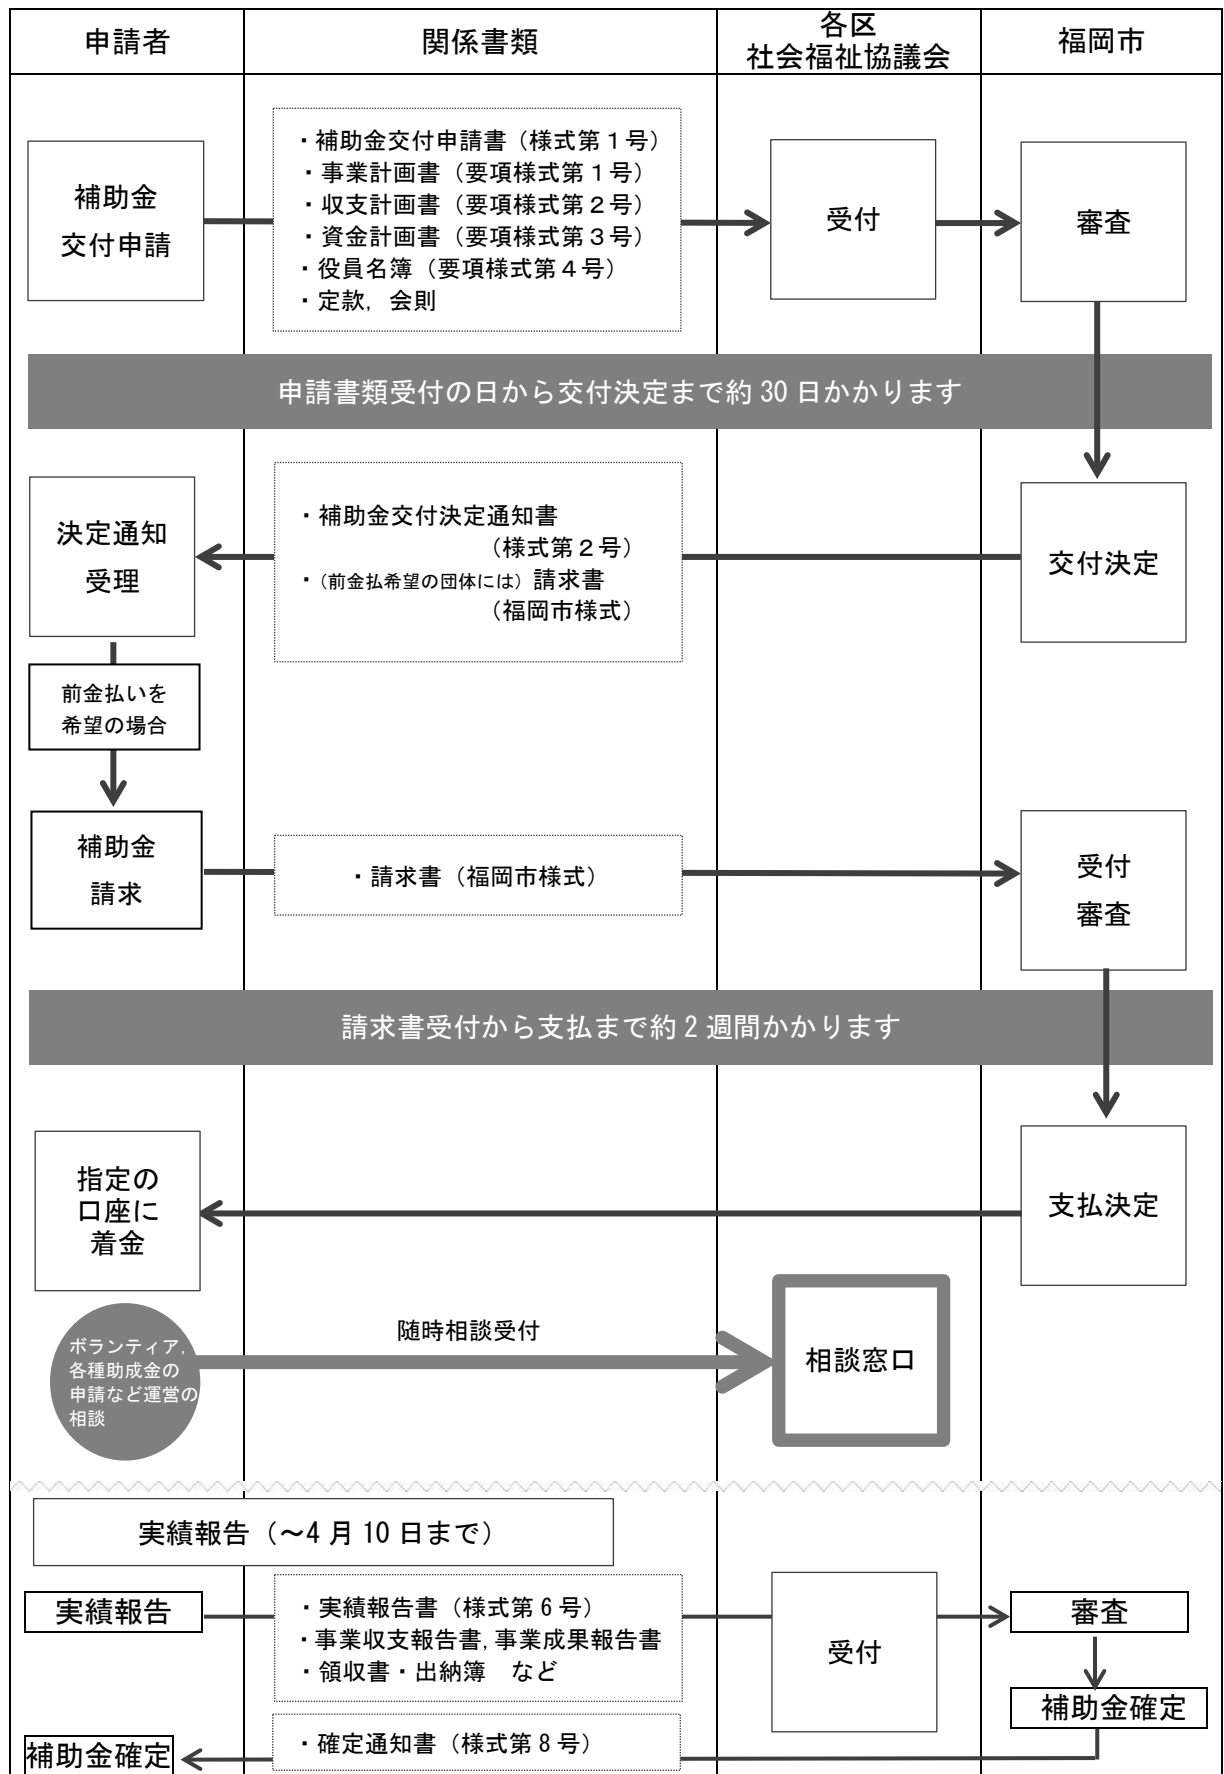 申請者
関係書類
各区
社会福祉協議会
福岡市
補助金
交付申請
・補助金交付申請書（様式第１号）
・事業計画書（要項様式第１号）
・収支計画書（要項様式第２号）
・資金計画書（要項様式第３号）
・役員名簿（要項様式第４号）
・定款，会則
受付
審査
申請書類受付の日から交付決定まで約 30 日かかります
決定通知
受理
・補助金交付決定通知書
（様式第２号）
・（前金払希望の団体には）請求書
（福岡市様式）
交付決定
前金払いを
希望の場合
補助金
請求
・請求書（福岡市様式）
受付
審査
請求書受付から支払まで約 2 週間かかります
指定の
口座に
着金
支払決定
ボランティア，
各種助成金の
申請など運営の
相談
随時相談受付
相談窓口
実績報告（～4 月 10 日まで）
実績報告
・実績報告書（様式第６号）
・事業収支報告書，事業成果報告書
・領収書・出納簿　など
受付
審査
補助金確定
補助金確定
・確定通知書（様式第８号）